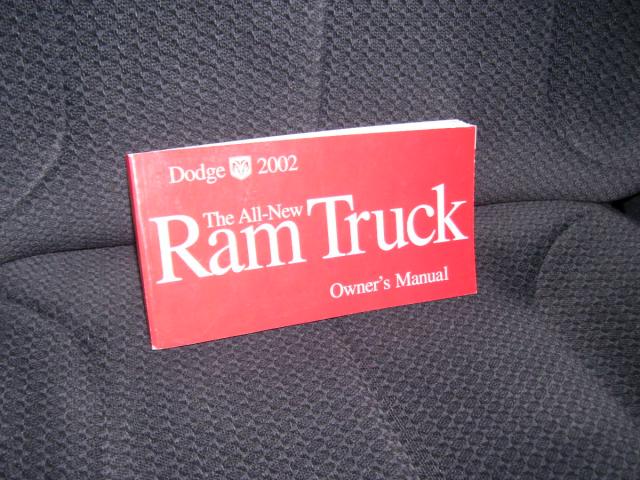 Dodge 2002
The All-New
Ram Truck
Owner's Manual